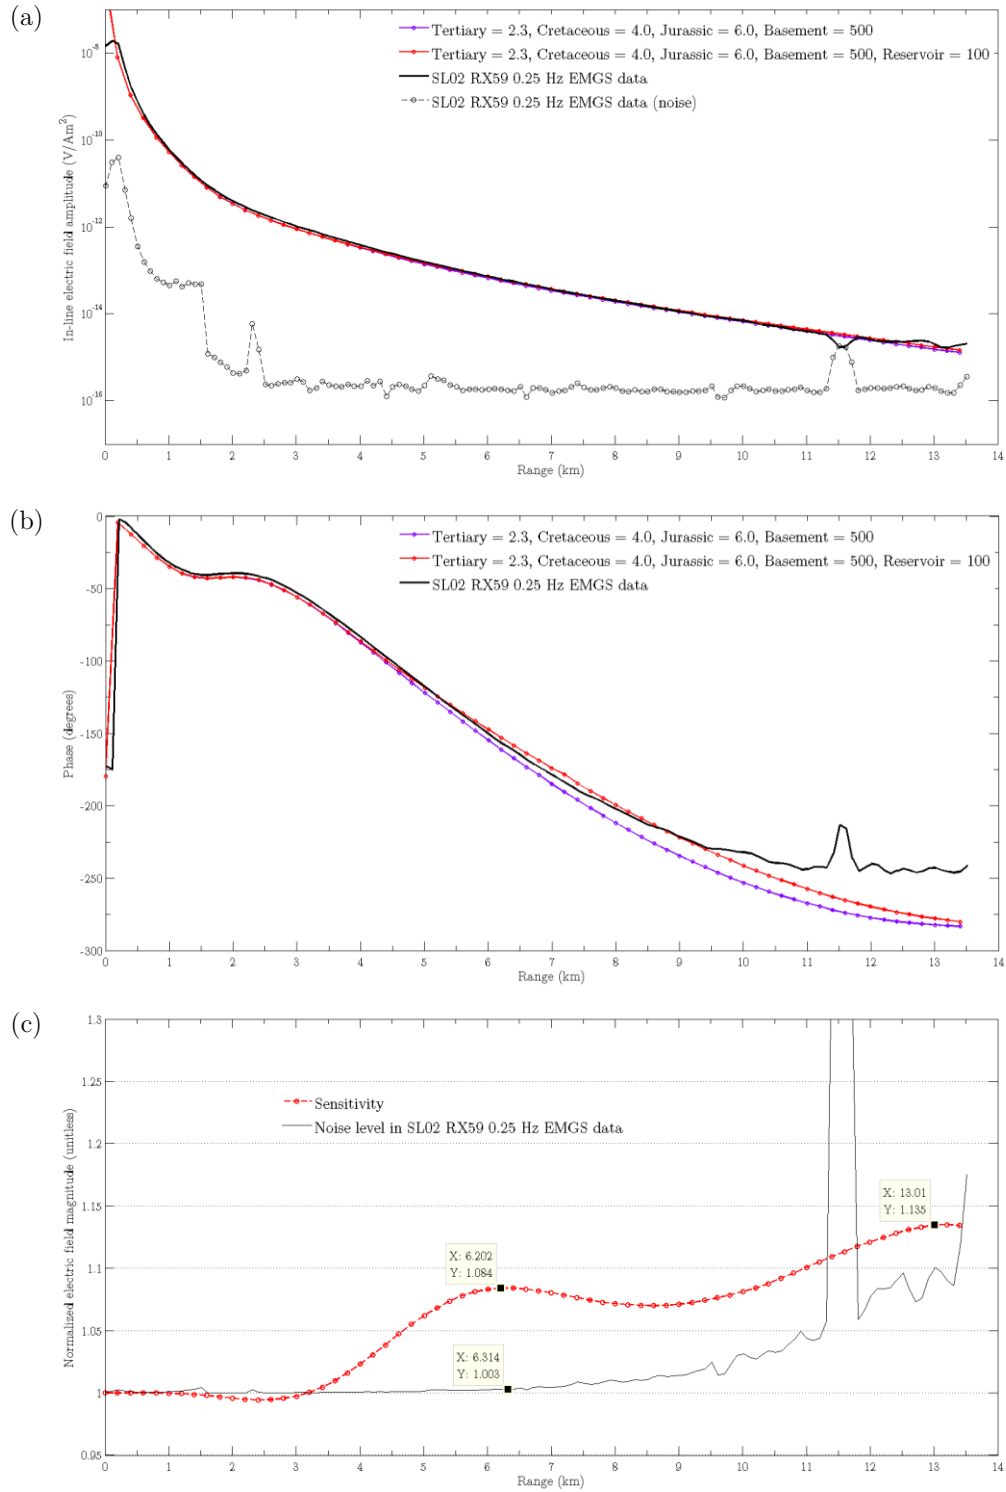 (a)
Tertiary = 2.3, Cretaceous = 4.0, Jurassic = 6.0, Basement = 500
Tertiary = 2.3, Cretaceous = 4.0, Jurassic = 6.0, Basement = 500, Reservoir = 100
SL02 RX59 0.25 Hz EMGS data
SL02 RX59 0.25 Hz EMGS data (noise)
In-line electric field amplitude (V/Am²)
10⁻⁸
10⁻¹⁰
10⁻¹²
10⁻¹⁴
10⁻¹⁶
0 1 2 3 4 5 6 7 8 9 10 11 12 13 14
Range (km)
(b)
Tertiary = 2.3, Cretaceous = 4.0, Jurassic = 6.0, Basement = 500
Tertiary = 2.3, Cretaceous = 4.0, Jurassic = 6.0, Basement = 500, Reservoir = 100
SL02 RX59 0.25 Hz EMGS data
Phase (degrees)
0
-50
-100
-150
-200
-250
-300
0 1 2 3 4 5 6 7 8 9 10 11 12 13 14
Range (km)
(c)
Sensitivity
Noise level in SL02 RX59 0.25 Hz EMGS data
Normalized electric field magnitude (unitless)
1.3
1.25
1.2
1.15
1.1
1.05
1
0.95
X: 6.202
Y: 1.084
X: 6.314
Y: 1.003
X: 13.01
Y: 1.135
0 1 2 3 4 5 6 7 8 9 10 11 12 13 14
Range (km)